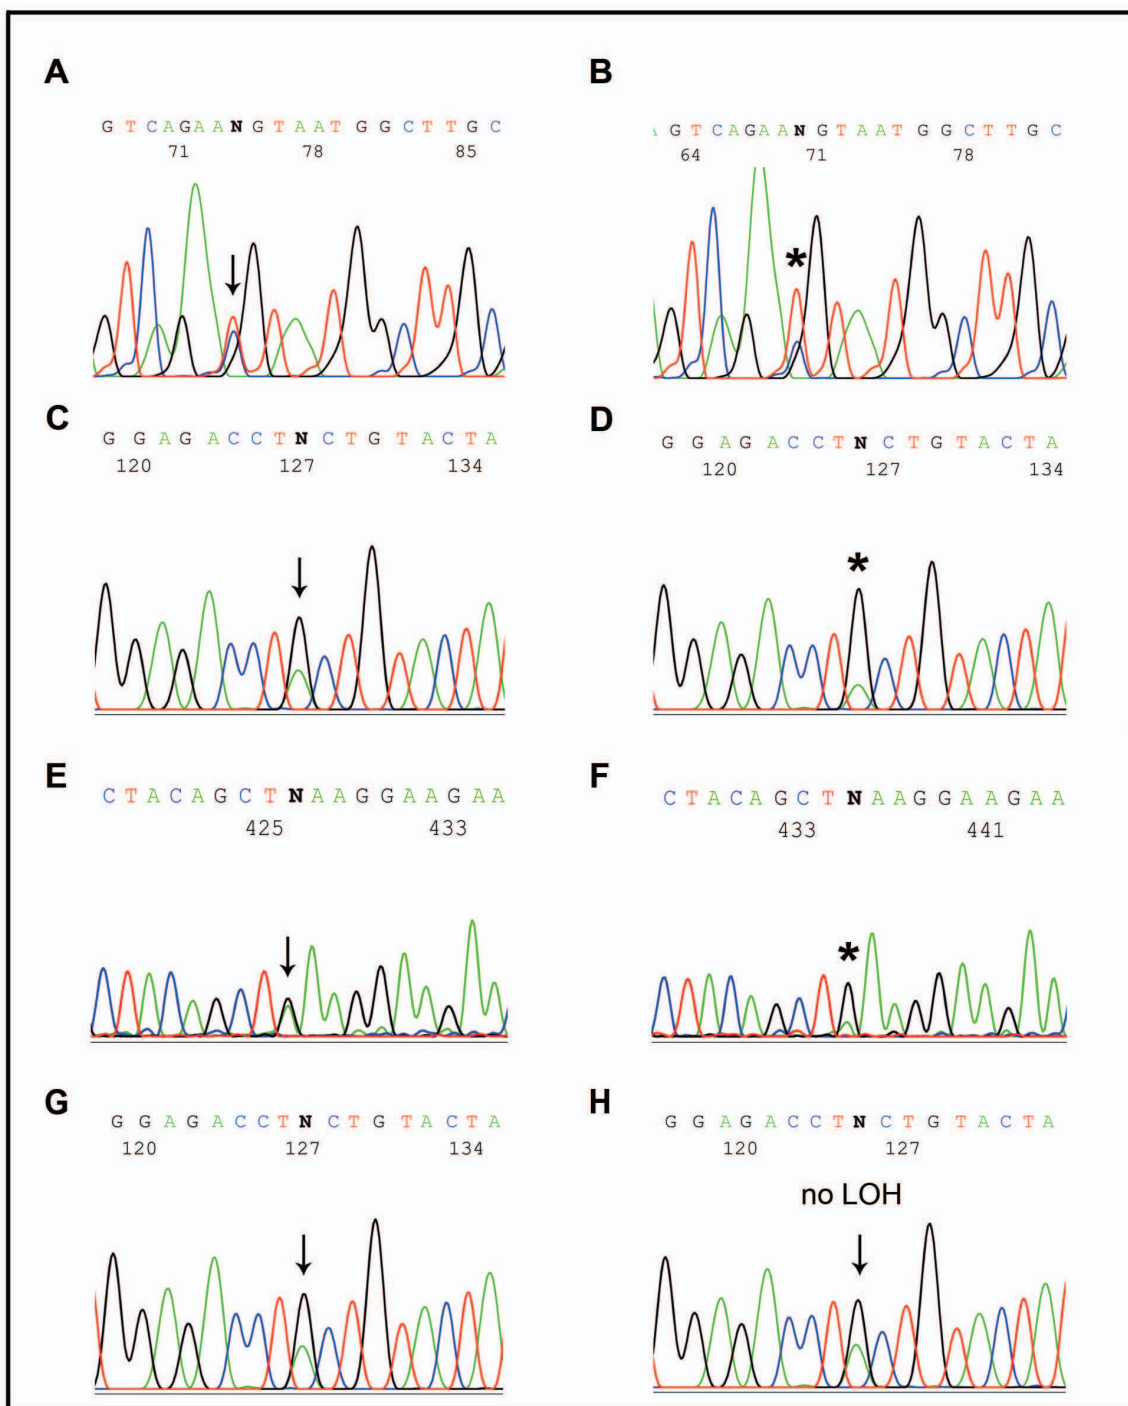 A
G T C A G A A N G T A A T G G C T T G C
71 78 85
B
A G T C A G A A N G T A A T G G C T T G C
64 71 78
*
C
G G A G A C C T N C T G T A C T A
120 127 134
D
G G A G A C C T N C T G T A C T A
120 127 134
*
E
C T A C A G C T N A A G G A A G A A
425 433
F
C T A C A G C T N A A G G A A G A A
433 441
*
G
G G A G A C C T N C T G T A C T A
120 127 134
H
G G A G A C C T N C T G T A C T A
120 127
no LOH